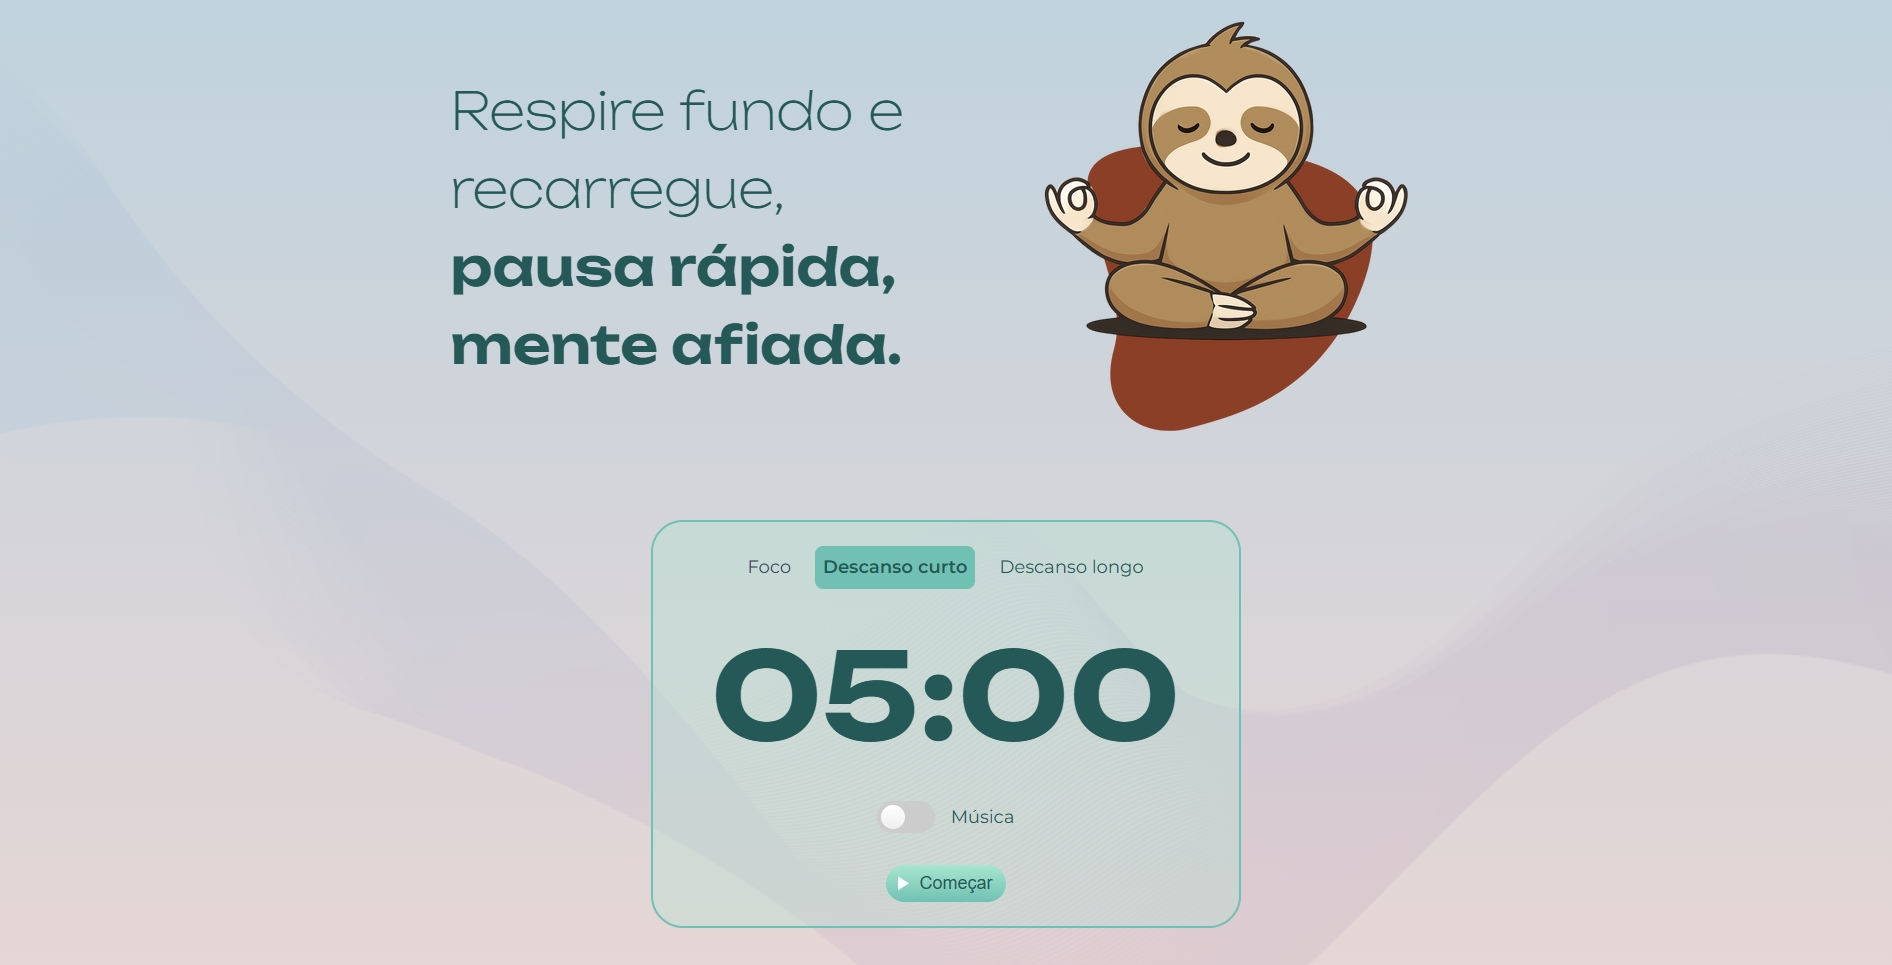 Respire fundo e
recarregue,
pausa rápida,
mente afiada.
Foco Descanso curto Descanso longo
05:00
Música
Começar